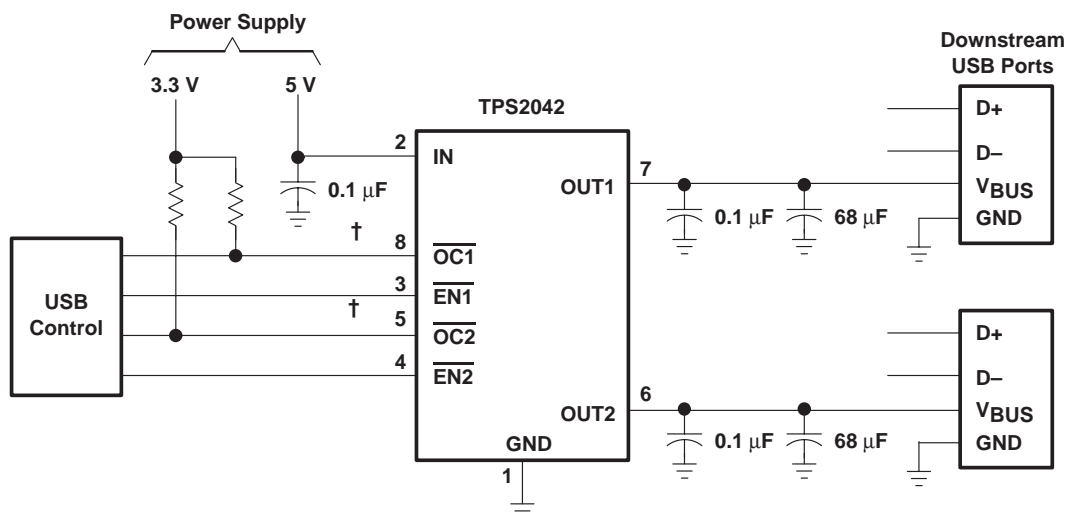 Power Supply
3.3 V
5 V
Downstream
USB Ports
TPS2042
D+
D–
VBUS
GND
2
IN
0.1 μF
7
OUT1
0.1 μF
68 μF
†
8
OC1
3
EN1
†
5
OC2
4
EN2
USB
Control
D+
D–
VBUS
GND
6
OUT2
0.1 μF
68 μF
GND
1